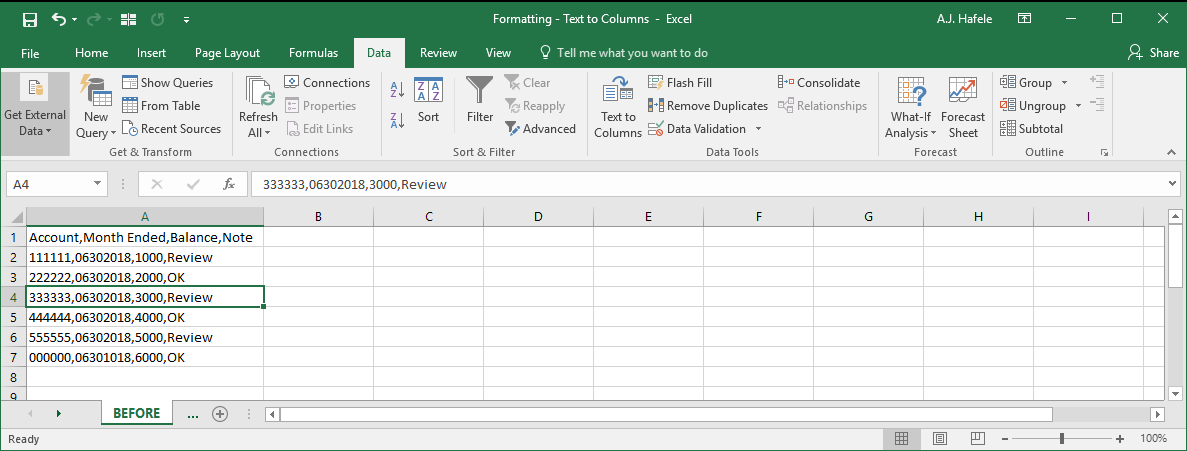 Formatting - Text to Columns - Excel
A.J. Hafele
File Home Insert Page Layout Formulas Data Review View Tell me what you want to do Share
Get External Data
New Query
Show Queries
From Table
Recent Sources
Get & Transform
Refresh All
Connections
Properties
Edit Links
Connections
Sort
Filter
Clear
Reapply
Advanced
Sort & Filter
Text to Columns
Flash Fill
Remove Duplicates
Data Validation
Consolidate
Relationships
Data Tools
What-If Analysis
Forecast Sheet
Forecast
Group
Ungroup
Subtotal
Outline
A4 fx 333333,06302018,3000,Review
A B C D E F G H I
1 Account,Month Ended,Balance,Note
2 111111,06302018,1000,Review
3 222222,06302018,2000,OK
4 333333,06302018,3000,Review
5 444444,06302018,4000,OK
6 555555,06302018,5000,Review
7 000000,06301018,6000,OK
8
9
BEFORE ...
Ready 100%